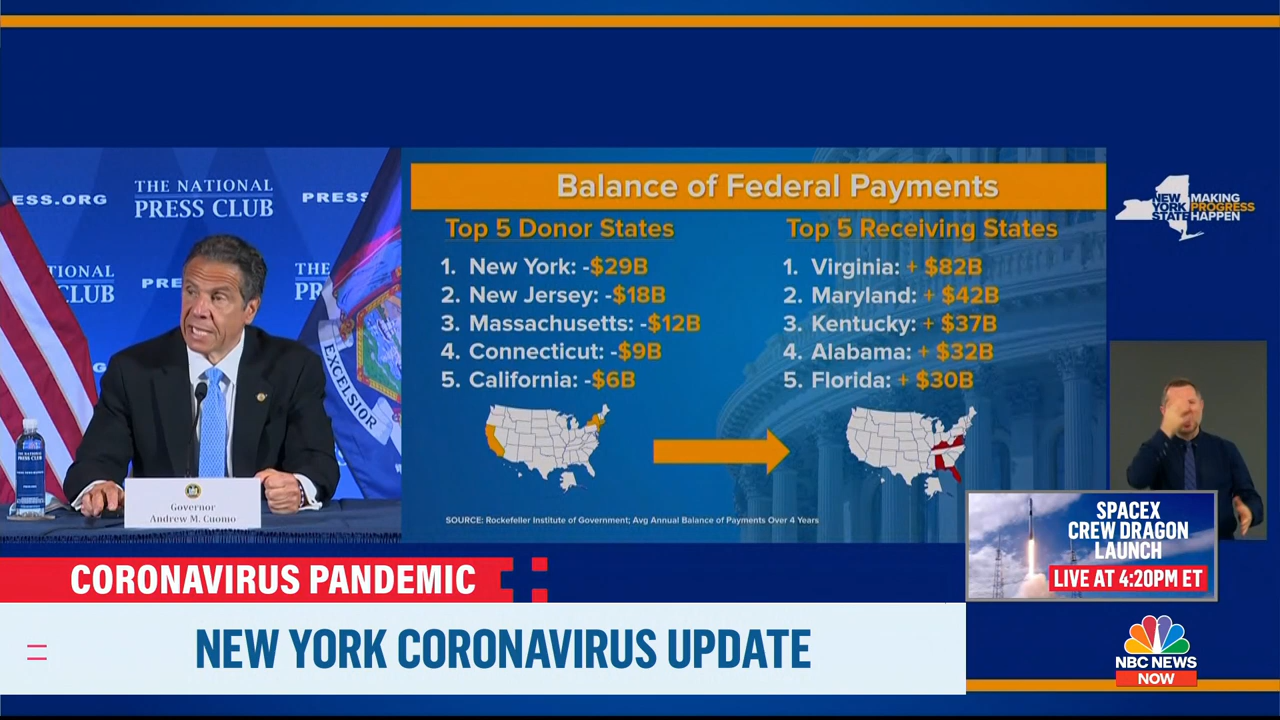 ESS.ORG
THE NATIONAL
PRESS CLUB
PRESS
TIONAL
CLUB
PRE
THE
PR
EXCELSIOR
THE NATIONAL
PRESS CLUB
Governor
Andrew M. Cuomo
Balance of Federal Payments
Top 5 Donor States
1. New York: -$29B
2. New Jersey: -$18B
3. Massachusetts: -$12B
4. Connecticut: -$9B
5. California: -$6B
Top 5 Receiving States
1. Virginia: + $82B
2. Maryland: + $42B
3. Kentucky: + $37B
4. Alabama: + $32B
5. Florida: + $30B
SOURCE: Rockefeller Institute of Government; Avg Annual Balance of Payments Over 4 Years
NEW
YORK
STATE
MAKING
PROGRESS
HAPPEN
SPACEX
CREW DRAGON
LAUNCH
LIVE AT 4:20PM ET
CORONAVIRUS PANDEMIC
NEW YORK CORONAVIRUS UPDATE
NBC NEWS
NOW